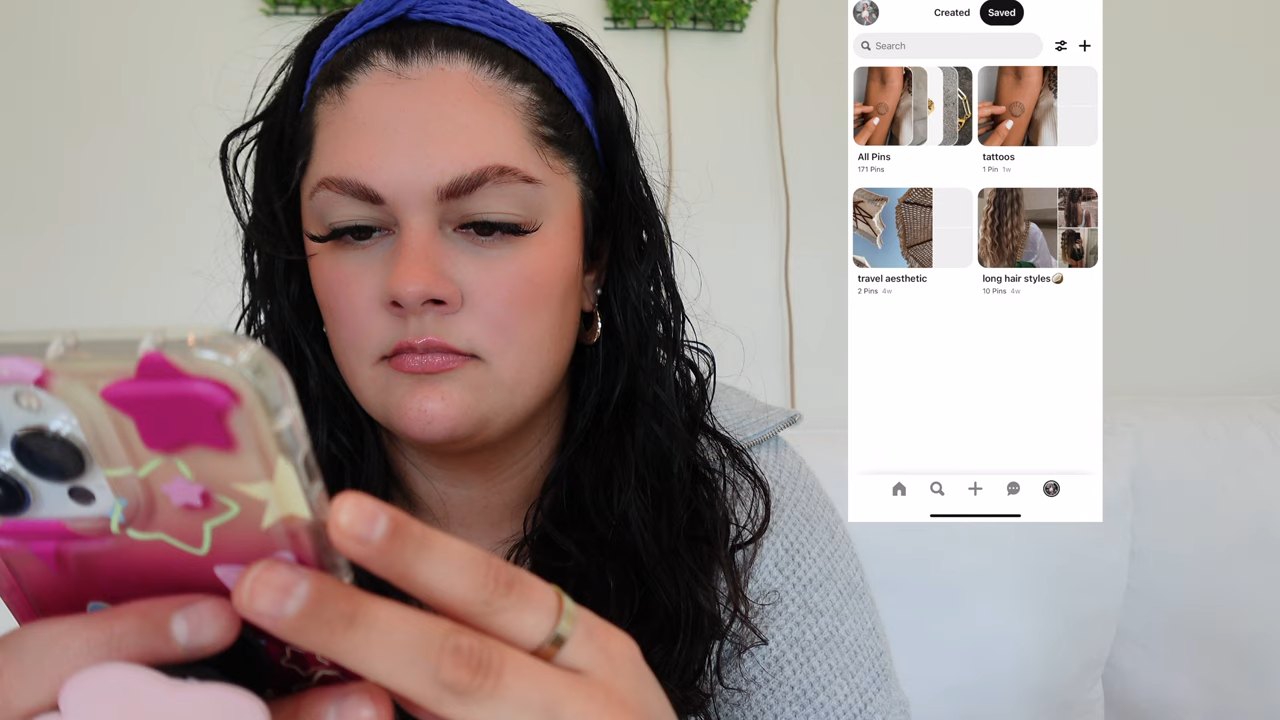 Created Saved
Search
All Pins
171 Pins
tattoos
1 Pin 1w
travel aesthetic
2 Pins 4w
long hair styles🥥
10 Pins 4w